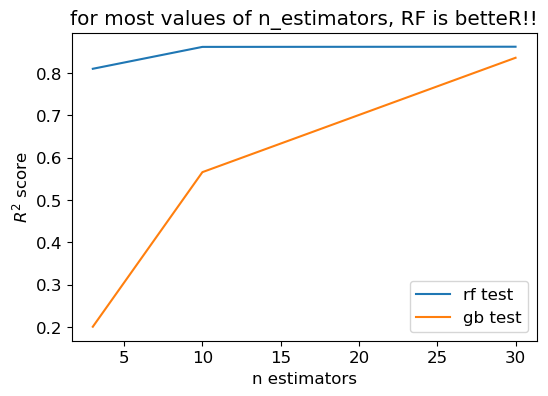 for most values of n_estimators, RF is betteR!!
0.8
0.7
0.6
0.5
0.4
0.3
0.2
R² score
rf test
gb test
5
10
15
20
25
30
n estimators